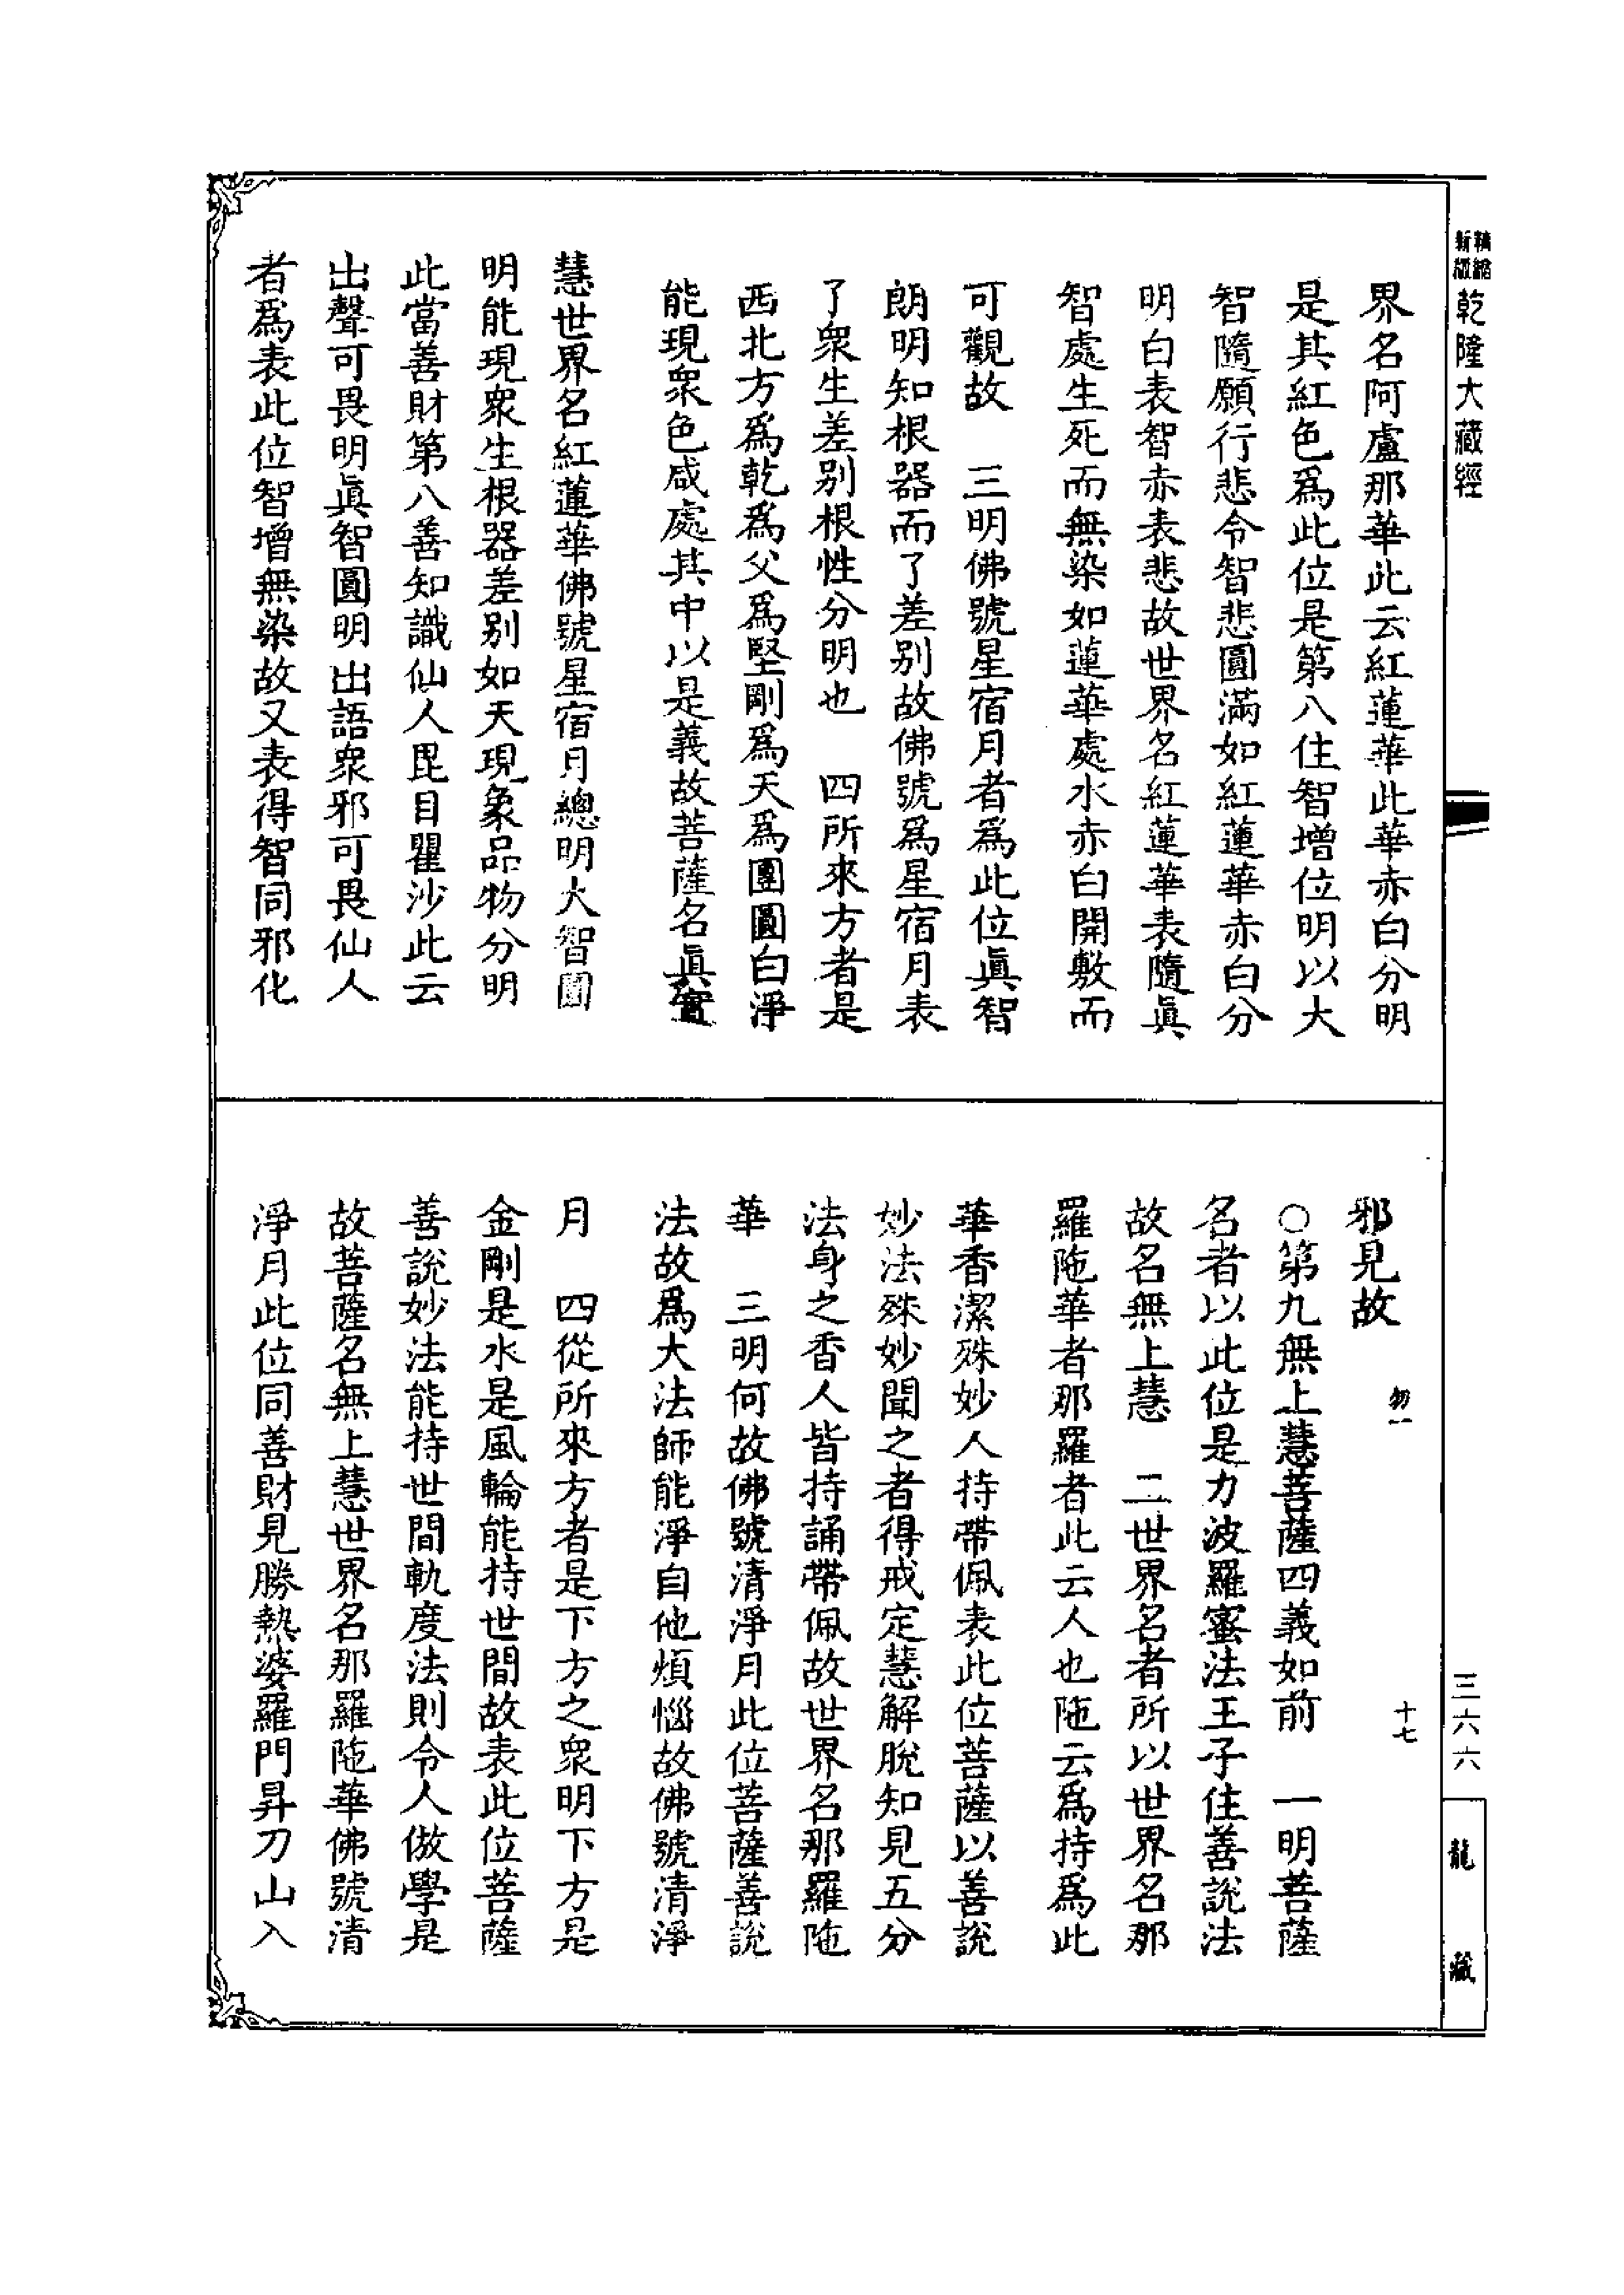 新版精縮乾隆大藏經
三六六
龍藏
界名阿盧那華此云紅蓮華此華赤白分明
是其紅色爲此位是第八住智增位明以大
智隨願行悲令智悲圓滿如紅蓮華赤白分
明白表智赤表悲故世界名紅蓮華表隨眞
智處生死而無染如蓮華處水赤白開敷而
可觀故　三明佛號星宿月者爲此位眞智
朗明知根器而了差別故佛號爲星宿月表
了衆生差别根性分明也　四所來方者是
西北方爲乾爲父爲堅剛爲天爲團圓白淨
能現衆色咸處其中以是義故菩薩名眞實
慧世界名紅蓮華佛號星宿月總明大智圓
明能現衆生根器差別如天現象品物分明
此當善財第八善知識仙人毘目瞿沙此云
出聲可畏明眞智圓明出語衆邪可畏仙人
者爲表此位智增無染故又表得智同邪化
邪見故
勿一
十七
○第九無上慧菩薩四義如前　一明菩薩
名者以此位是力波羅蜜法王子住善說法
故名無上慧　二世界名者所以世界名那
羅陁華者那羅者此云人也陁云爲持爲此
華香潔殊妙人持帶佩表此位菩薩以善說
妙法殊妙聞之者得戒定慧解脫知見五分
法身之香人皆持誦帶佩故世界名那羅陁
華　三明何故佛號清淨月此位菩薩善說
法故爲大法師能淨自他煩惱故佛號清淨
月　四從所來方者是下方之衆明下方是
金剛是水是風輪能持世間故表此位菩薩
善說妙法能持世間軌度法則令人倣學是
故菩薩名無上慧世界名那羅陁華佛號清
淨月此位同善財見勝熱婆羅門昇刀山入